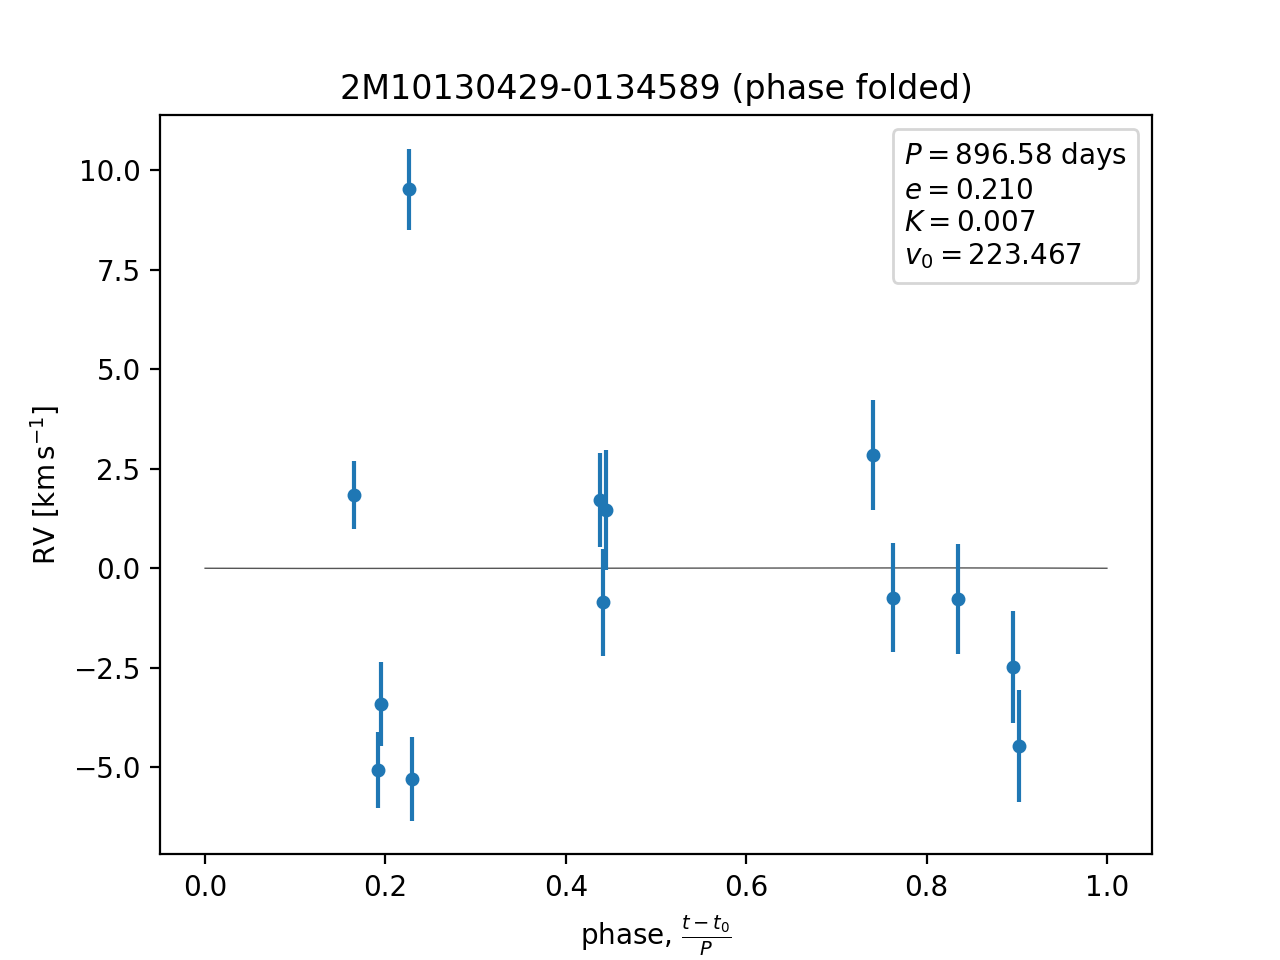 2M10130429-0134589 (phase folded)
P = 896.58 days
e = 0.210
K = 0.007
v₀ = 223.467
10.0
7.5
5.0
2.5
0.0
−2.5
−5.0
RV [km s⁻¹]
0.0 0.2 0.4 0.6 0.8 1.0
phase, (t − t₀)/P